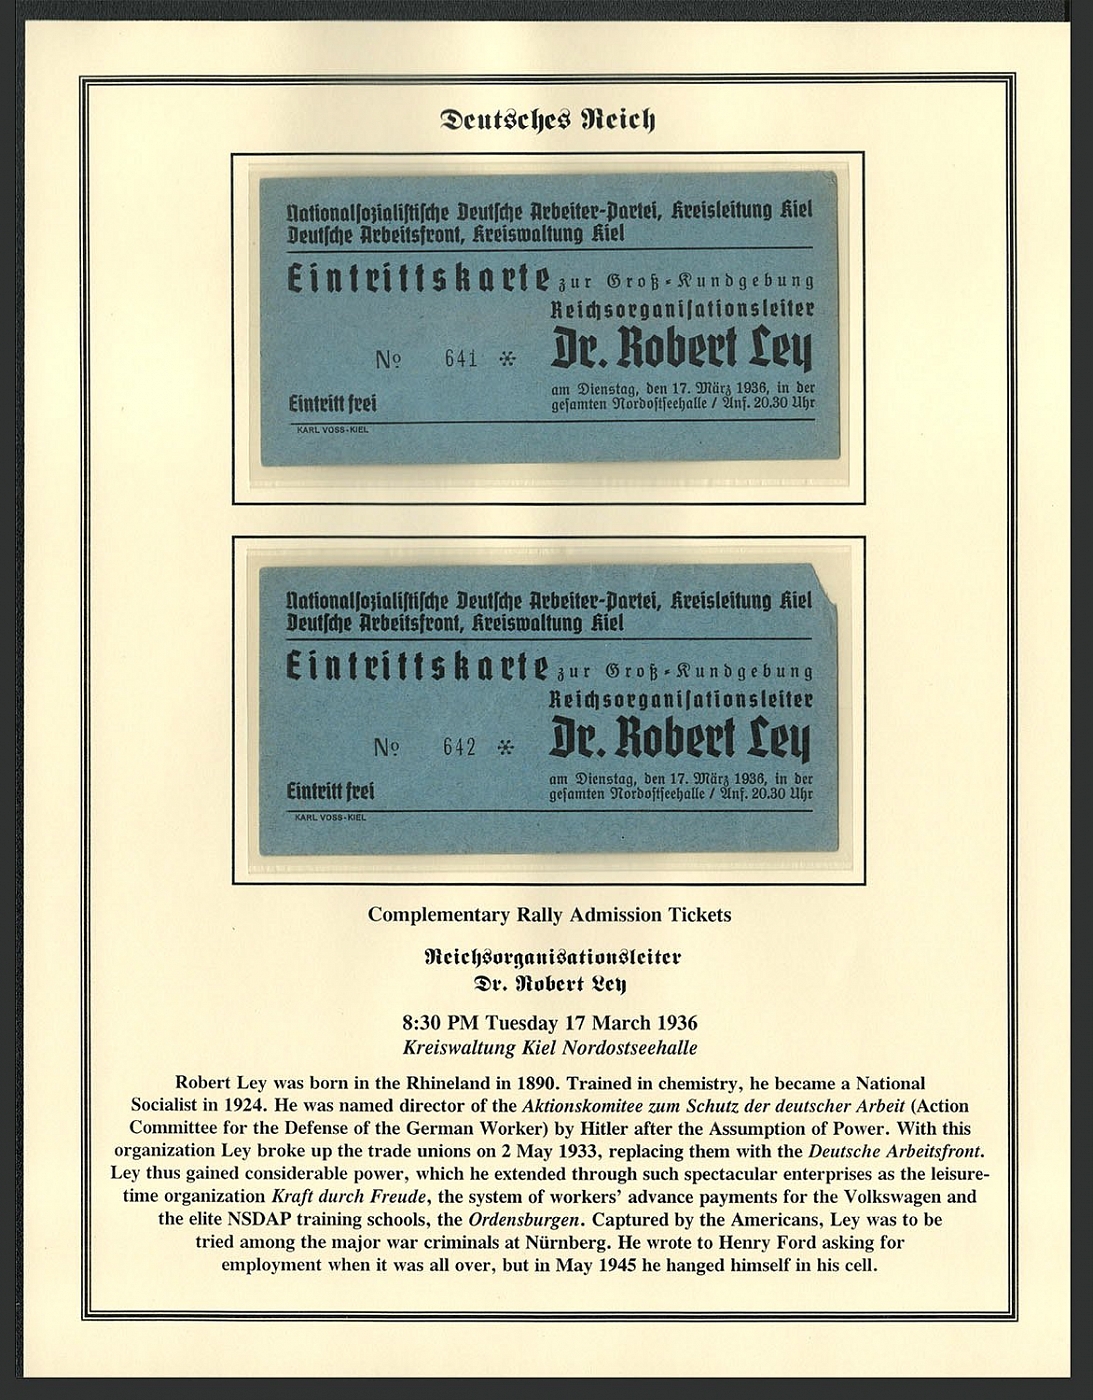 Deutsches Reich
Nationalsozialistische Deutsche Arbeiter-Partei, Kreisleitung Kiel
Deutsche Arbeitsfront, Kreiswaltung Kiel
Eintrittskarte zur Groß-Kundgebung
Reichsorganisationsleiter
Dr. Robert Ley
No 641 *
am Dienstag, den 17. März 1936, in der
gesamten Nordostseehalle / Anf. 20.30 Uhr
Eintritt frei
KARL VOSS-KIEL
Nationalsozialistische Deutsche Arbeiter-Partei, Kreisleitung Kiel
Deutsche Arbeitsfront, Kreiswaltung Kiel
Eintrittskarte zur Groß-Kundgebung
Reichsorganisationsleiter
Dr. Robert Ley
No 642 *
am Dienstag, den 17. März 1936, in der
gesamten Nordostseehalle / Anf. 20.30 Uhr
Eintritt frei
KARL VOSS-KIEL
Complementary Rally Admission Tickets
Reichsorganisationsleiter
Dr. Robert Ley
8:30 PM Tuesday 17 March 1936
Kreiswaltung Kiel Nordostseehalle
Robert Ley was born in the Rhineland in 1890. Trained in chemistry, he became a National
Socialist in 1924. He was named director of the Aktionskomitee zum Schutz der deutscher Arbeit (Action
Committee for the Defense of the German Worker) by Hitler after the Assumption of Power. With this
organization Ley broke up the trade unions on 2 May 1933, replacing them with the Deutsche Arbeitsfront.
Ley thus gained considerable power, which he extended through such spectacular enterprises as the leisure-
time organization Kraft durch Freude, the system of workers' advance payments for the Volkswagen and
the elite NSDAP training schools, the Ordensburgen. Captured by the Americans, Ley was to be
tried among the major war criminals at Nürnberg. He wrote to Henry Ford asking for
employment when it was all over, but in May 1945 he hanged himself in his cell.